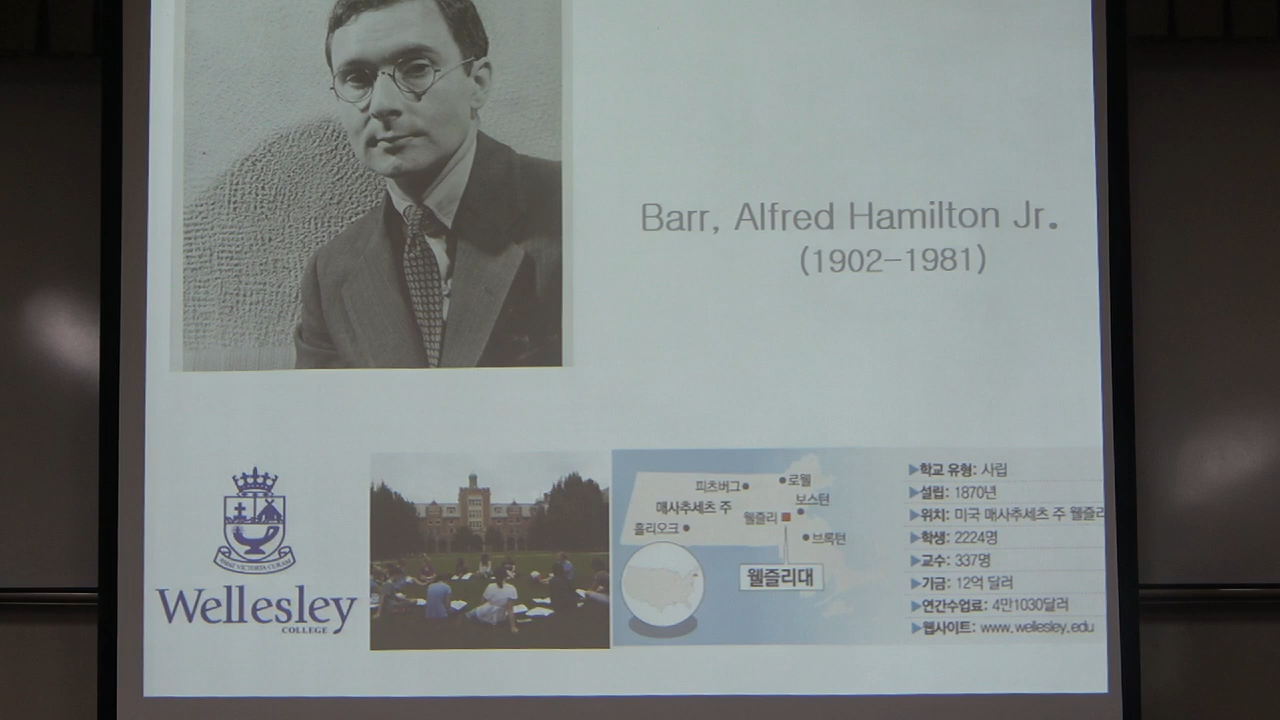 Barr, Alfred Hamilton Jr.
(1902-1981)
Wellesley
COLLEGE
피츠버그
로웰
매사추세츠 주
보스턴
웰즐리
홀리오크
브록턴
웰즐리대
▶학교 유형: 사립
▶설립: 1870년
▶위치: 미국 매사추세츠 주 웰즐리
▶학생: 2224명
▶교수: 337명
▶기금: 12억 달러
▶연간수업료: 4만1030달러
▶웹사이트: www.wellesley.edu